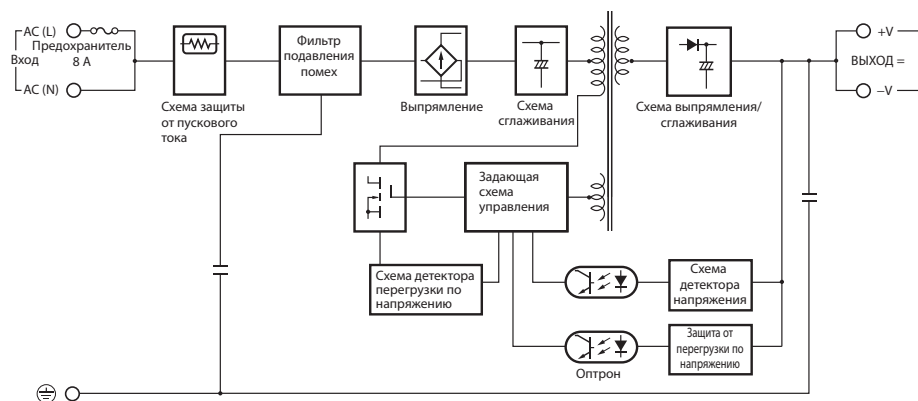 AC (L)
Предохранитель
8 А
Вход
AC (N)
Схема защиты
от пускового
тока
Фильтр
подавления
помех
Выпрямление
Схема
сглаживания
Схема выпрямления/
сглаживания
+V
ВЫХОД =
–V
Задающая
схема
управления
Схема детектора
перегрузки по
напряжению
Схема
детектора
напряжения
Защита от
перегрузки по
напряжению
Оптрон